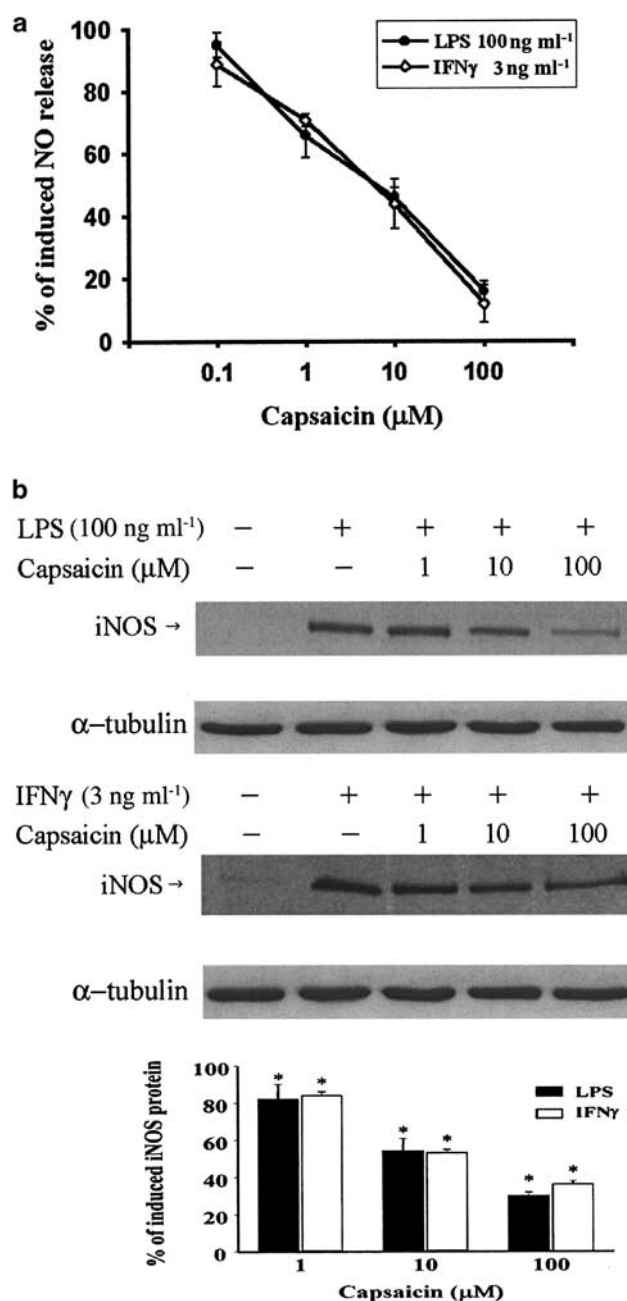 a
100
80
60
40
20
0
% of induced NO release
LPS 100 ng ml⁻¹
IFNγ 3 ng ml⁻¹
0.1 1 10 100
Capsaicin (μM)
b
LPS (100 ng ml⁻¹) − + + + +
Capsaicin (μM) − − 1 10 100
iNOS →
α−tubulin
IFNγ (3 ng ml⁻¹) − + + + +
Capsaicin (μM) − − 1 10 100
iNOS →
α−tubulin
% of induced iNOS protein
100
80
60
40
20
0
* * * * * *
LPS
IFNγ
1 10 100
Capsaicin (μM)